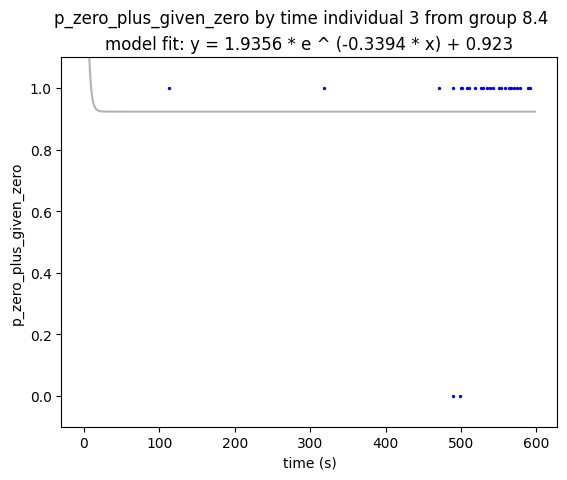 p_zero_plus_given_zero by time individual 3 from group 8.4
model fit: y = 1.9356 * e ^ (-0.3394 * x) + 0.923
1.0
0.8
0.6
0.4
0.2
0.0
p_zero_plus_given_zero
0 100 200 300 400 500 600
time (s)